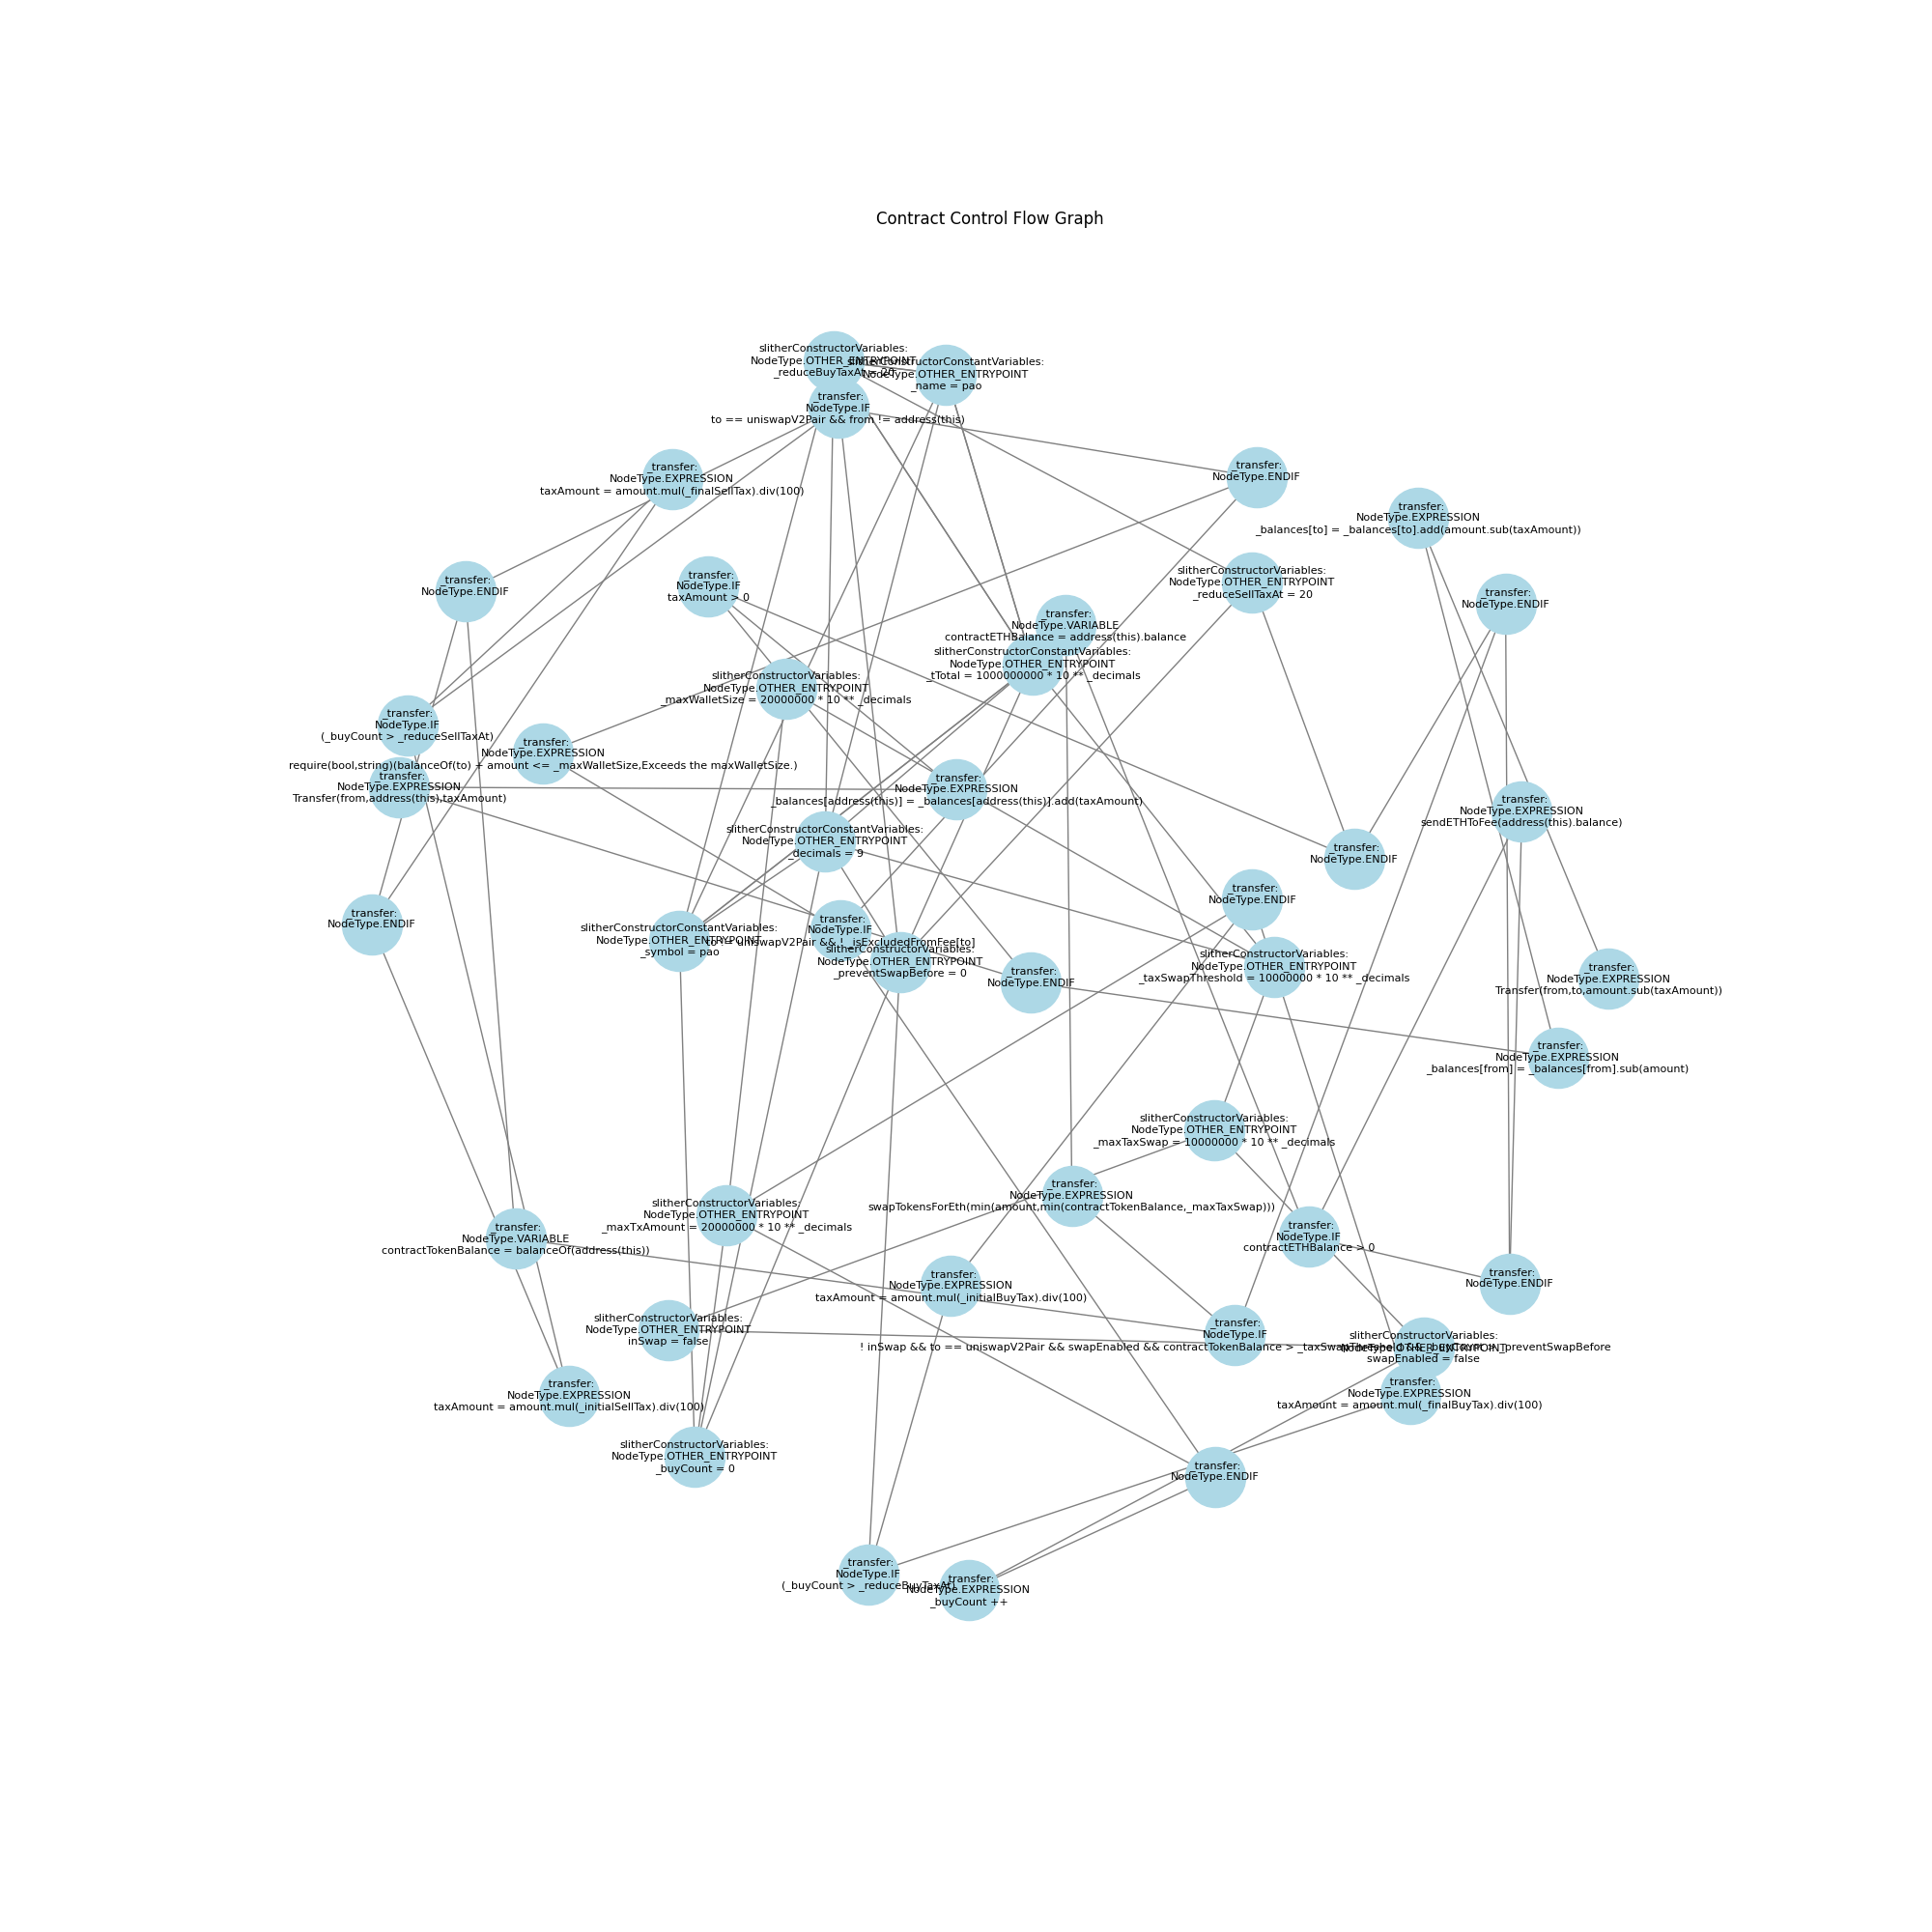 Contract Control Flow Graph
slitherConstructorVariables:
NodeType.OTHER_ENTRYPOINT
_reduceBuyTaxAt = 20
slitherConstructorConstantVariables:
NodeType.OTHER_ENTRYPOINT
_name = pao
_transfer:
NodeType.IF
to == uniswapV2Pair && from != address(this)
_transfer:
NodeType.EXPRESSION
taxAmount = amount.mul(_finalSellTax).div(100)
_transfer:
NodeType.ENDIF
_transfer:
NodeType.EXPRESSION
_balances[to] = _balances[to].add(amount.sub(taxAmount))
_transfer:
NodeType.ENDIF
_transfer:
NodeType.IF
taxAmount > 0
slitherConstructorVariables:
NodeType.OTHER_ENTRYPOINT
_reduceSellTaxAt = 20
_transfer:
NodeType.ENDIF
_transfer:
NodeType.VARIABLE
contractETHBalance = address(this).balance
slitherConstructorConstantVariables:
NodeType.OTHER_ENTRYPOINT
_tTotal = 1000000000 * 10 ** _decimals
slitherConstructorVariables:
NodeType.OTHER_ENTRYPOINT
_maxWalletSize = 20000000 * 10 ** _decimals
_transfer:
NodeType.IF
(_buyCount > _reduceSellTaxAt)
_transfer:
NodeType.EXPRESSION
require(bool,string)(balanceOf(to) + amount <= _maxWalletSize,Exceeds the maxWalletSize.)
_transfer:
NodeType.EXPRESSION
Transfer(from,address(this),taxAmount)
_transfer:
NodeType.EXPRESSION
_balances[address(this)] = _balances[address(this)].add(taxAmount)
_transfer:
NodeType.EXPRESSION
sendETHToFee(address(this).balance)
slitherConstructorConstantVariables:
NodeType.OTHER_ENTRYPOINT
_decimals = 9
_transfer:
NodeType.ENDIF
_transfer:
NodeType.ENDIF
_transfer:
NodeType.ENDIF
slitherConstructorConstantVariables:
NodeType.OTHER_ENTRYPOINT
_symbol = pao
_transfer:
NodeType.IF
&& ! _isExcludedFromFee[to]
slitherConstructorVariables:
NodeType.OTHER_ENTRYPOINT
_preventSwapBefore = 0
_transfer:
NodeType.ENDIF
slitherConstructorVariables:
NodeType.OTHER_ENTRYPOINT
_taxSwapThreshold = 10000000 * 10 ** _decimals
_transfer:
NodeType.EXPRESSION
Transfer(from,to,amount.sub(taxAmount))
_transfer:
NodeType.EXPRESSION
_balances[from] = _balances[from].sub(amount)
slitherConstructorVariables:
NodeType.OTHER_ENTRYPOINT
_maxTaxSwap = 10000000 * 10 ** _decimals
_transfer:
NodeType.EXPRESSION
swapTokensForEth(min(amount,min(contractTokenBalance,_maxTaxSwap)))
slitherConstructorVariables:
NodeType.OTHER_ENTRYPOINT
_maxTxAmount = 20000000 * 10 ** _decimals
_transfer:
NodeType.VARIABLE
contractTokenBalance = balanceOf(address(this))
_transfer:
NodeType.IF
contractETHBalance > 0
_transfer:
NodeType.ENDIF
_transfer:
NodeType.EXPRESSION
taxAmount = amount.mul(_initialBuyTax).div(100)
slitherConstructorVariables:
NodeType.OTHER_ENTRYPOINT
inSwap = false
_transfer:
NodeType.IF
! inSwap && to == uniswapV2Pair && swapEnabled && contractTokenBalance > _taxSwapThreshold && _buyCount > _preventSwapBefore
slitherConstructorVariables:
NodeType.OTHER_ENTRYPOINT
swapEnabled = false
_transfer:
NodeType.EXPRESSION
taxAmount = amount.mul(_finalBuyTax).div(100)
_transfer:
NodeType.EXPRESSION
taxAmount = amount.mul(_initialSellTax).div(100)
slitherConstructorVariables:
NodeType.OTHER_ENTRYPOINT
_buyCount = 0
_transfer:
NodeType.ENDIF
_transfer:
NodeType.IF
(_buyCount > _reduceBuyTaxAt)
_transfer:
NodeType.EXPRESSION
_buyCount ++